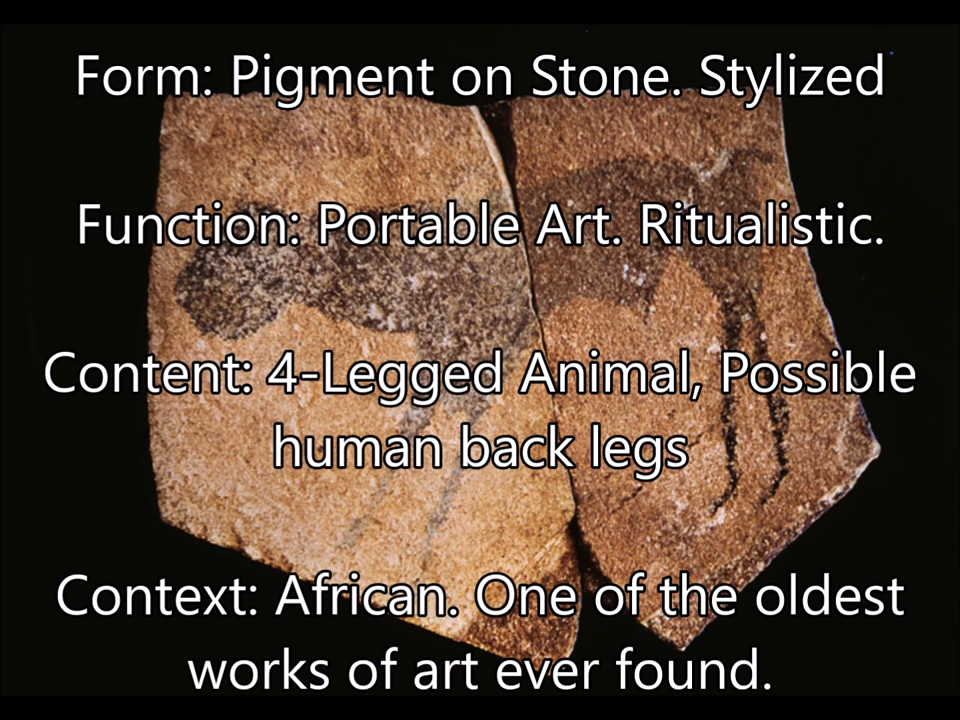 Form: Pigment on Stone. Stylized
Function: Portable Art. Ritualistic.
Content: 4-Legged Animal, Possible
human back legs
Context: African. One of the oldest
works of art ever found.